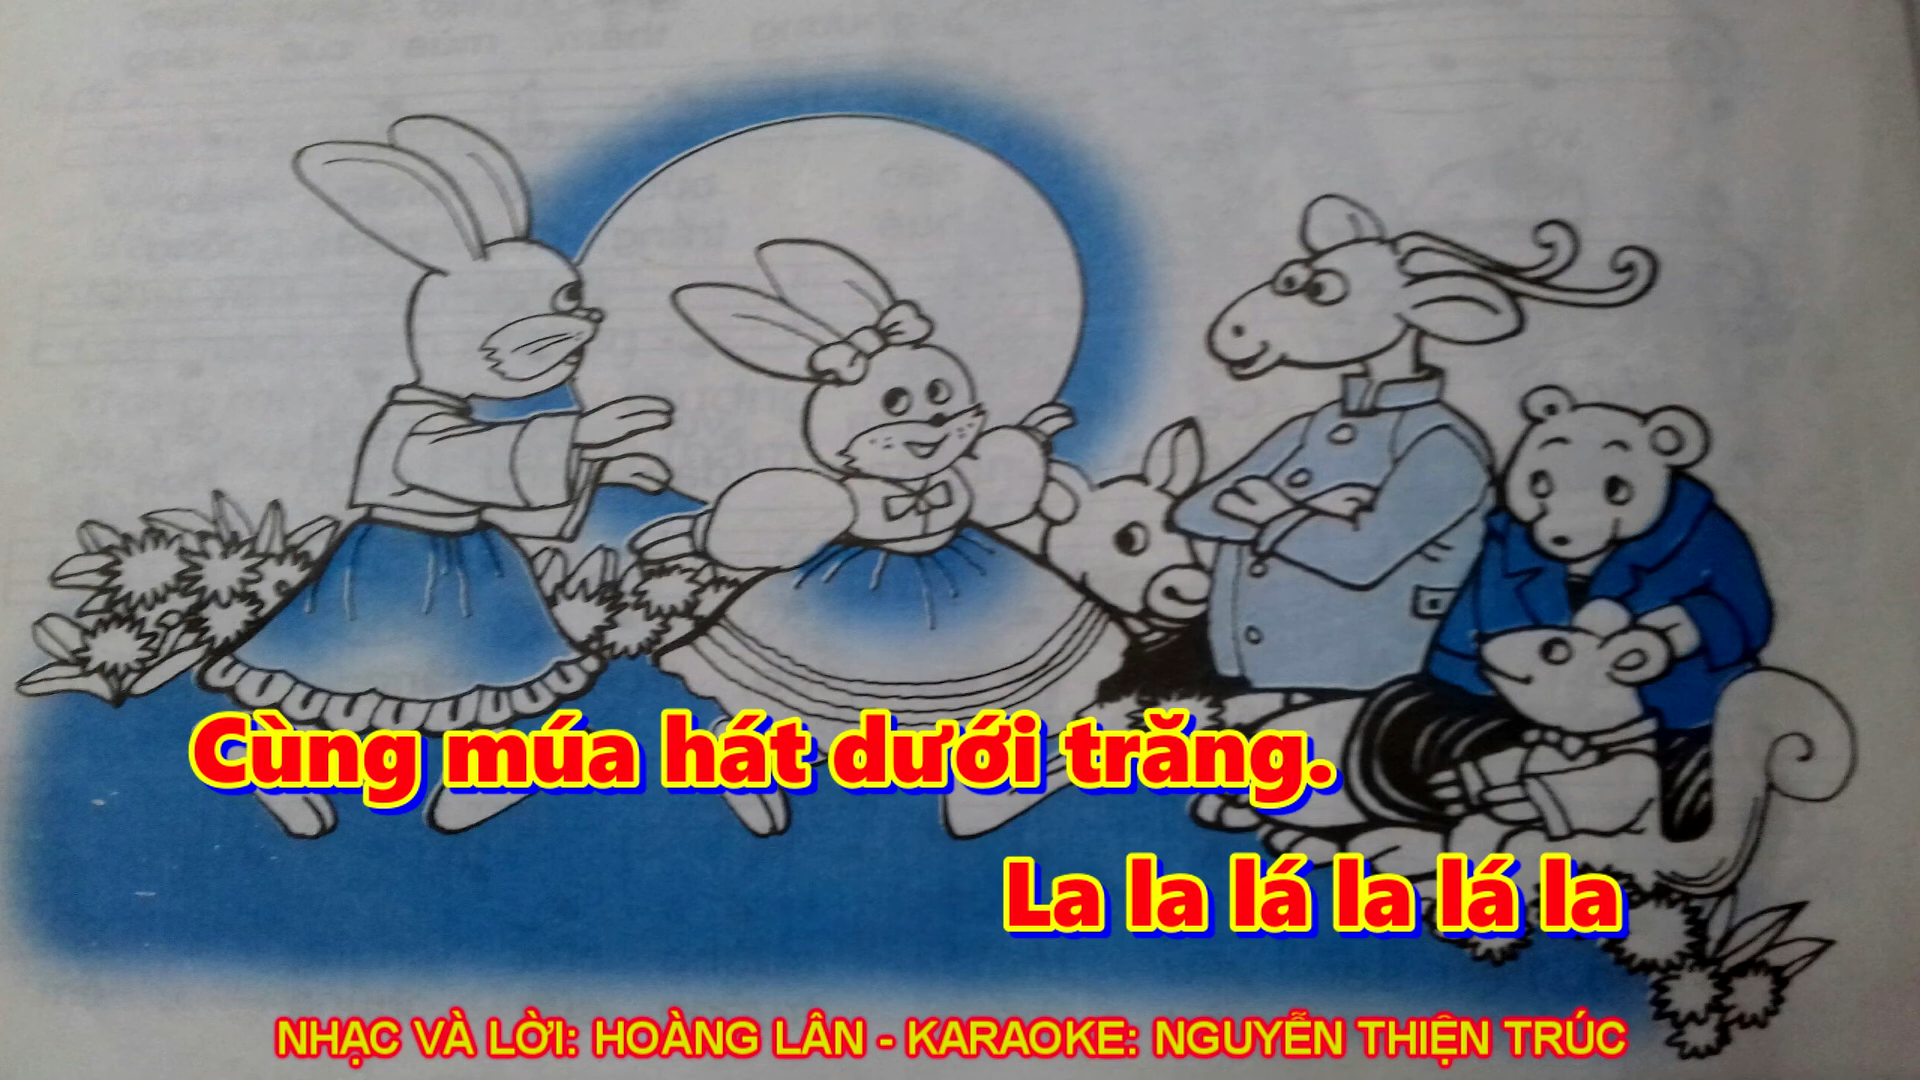 Cùng múa hát dưới trăng.
La la lá la lá la
NHẠC VÀ LỜI: HOÀNG LÂN - KARAOKE: NGUYỄN THIỆN TRÚC